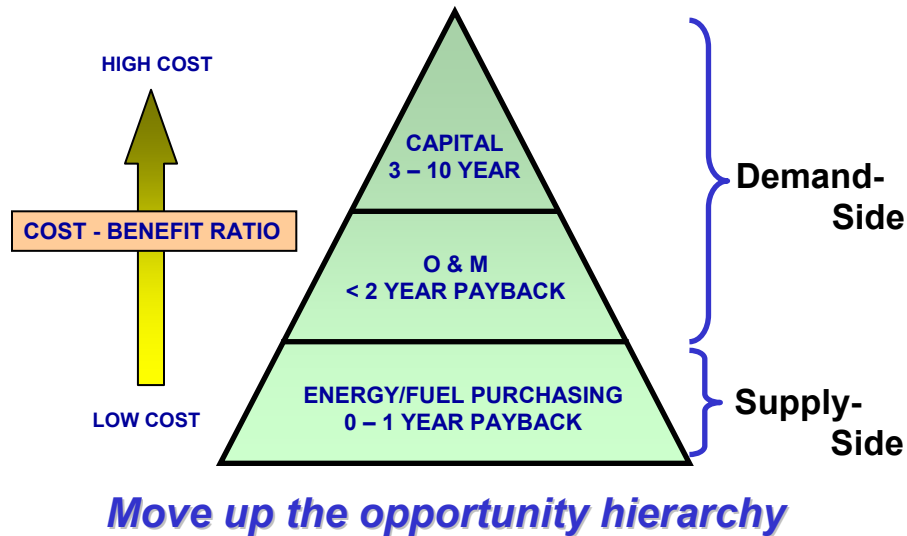 HIGH COST
COST - BENEFIT RATIO
LOW COST
CAPITAL
3 – 10 YEAR
O & M
< 2 YEAR PAYBACK
ENERGY/FUEL PURCHASING
0 – 1 YEAR PAYBACK
Demand-
Side
Supply-
Side
Move up the opportunity hierarchy